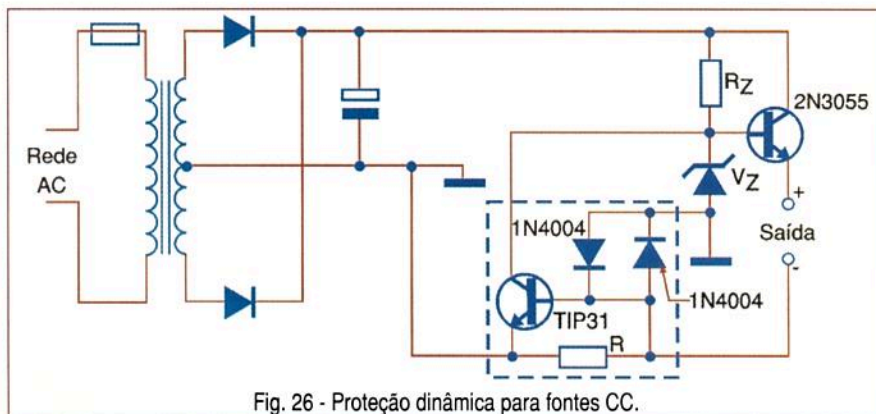 Rede
AC
RZ
2N3055
VZ
+
Saída
-
1N4004
1N4004
TIP31
R
Fig. 26 - Proteção dinâmica para fontes CC.